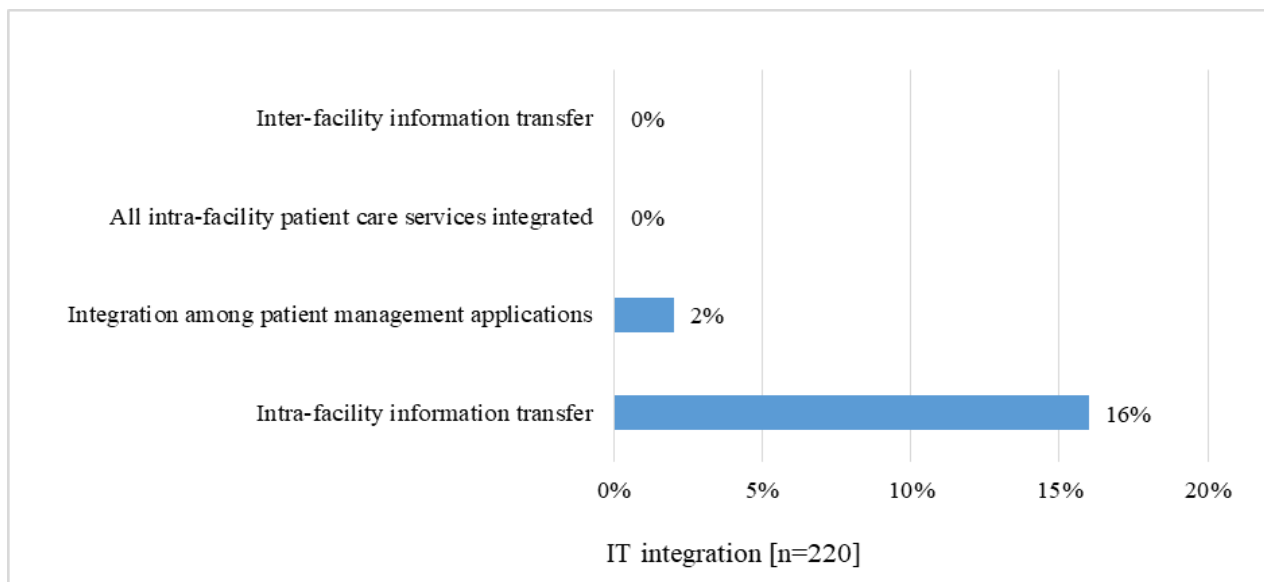 Inter-facility information transfer 0%
All intra-facility patient care services integrated 0%
Integration among patient management applications 2%
Intra-facility information transfer 16%
0% 5% 10% 15% 20%
IT integration [n=220]